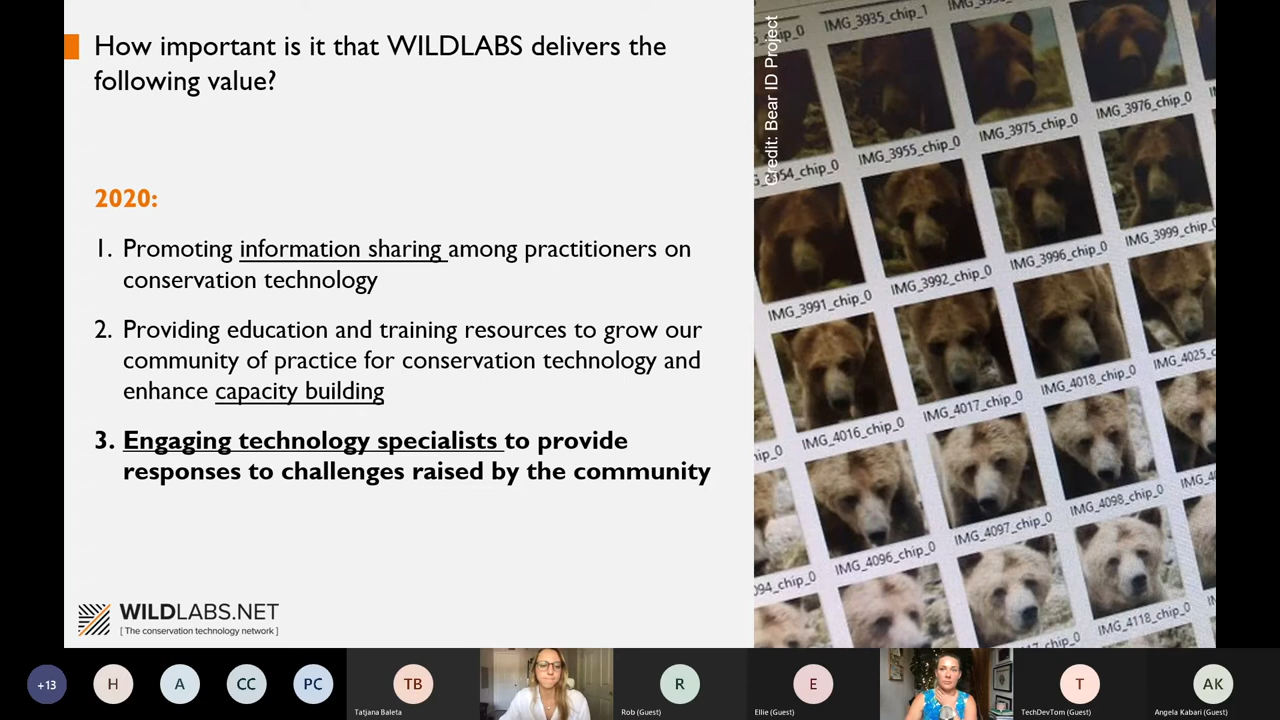 How important is it that WILDLABS delivers the
following value?
2020:
1. Promoting information sharing among practitioners on
conservation technology
2. Providing education and training resources to grow our
community of practice for conservation technology and
enhance capacity building
3. Engaging technology specialists to provide
responses to challenges raised by the community
WILDLABS.NET
[ The conservation technology network ]
Credit: Bear ID Project
IMG_3935_chip_1
IMG_3955_chip_0
IMG_3975_chip_0
IMG_3976_chip_0
IMG_3991_chip_0
IMG_3992_chip_0
IMG_3996_chip_0
IMG_3999_chip_0
IMG_4016_chip_0
IMG_4017_chip_0
IMG_4018_chip_0
IMG_4025_c
IMG_4096_chip_0
IMG_4097_chip_0
IMG_4098_chip_0
094_chip_0
IMG_4118_chip_0
+13
H
A
CC
PC
TB
Tatjana Baleta
R
Rob (Guest)
E
Ellie (Guest)
T
TechDevTom (Guest)
AK
Angela Kabari (Guest)